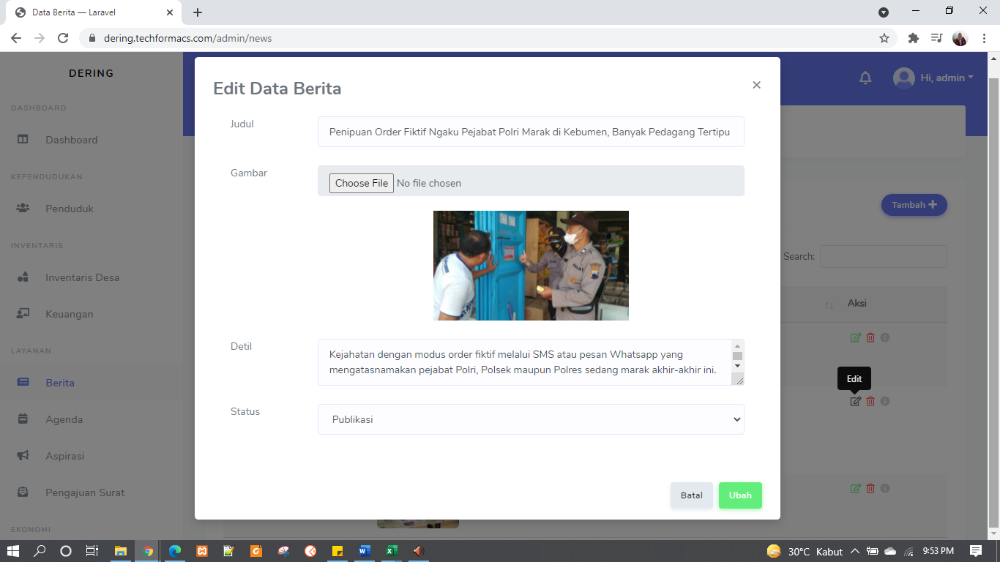 Data Berita — Laravel
dering.techformacs.com/admin/news
DERING
Hi, admin
DASHBOARD
Dashboard
KEPENDUDUKAN
Penduduk
INVENTARIS
Inventaris Desa
Keuangan
LAYANAN
Berita
Agenda
Aspirasi
Pengajuan Surat
EKONOMI
Edit Data Berita
×
Judul
Penipuan Order Fiktif Ngaku Pejabat Polri Marak di Kebumen, Banyak Pedagang Tertipu
Gambar
Choose File No file chosen
Detil
Kejahatan dengan modus order fiktif melalui SMS atau pesan Whatsapp yang
mengatasnamakan pejabat Polri, Polsek maupun Polres sedang marak akhir-akhir ini.
Status
Publikasi
Batal
Ubah
Tambah
Search:
Aksi
Edit
30°C Kabut
9:53 PM